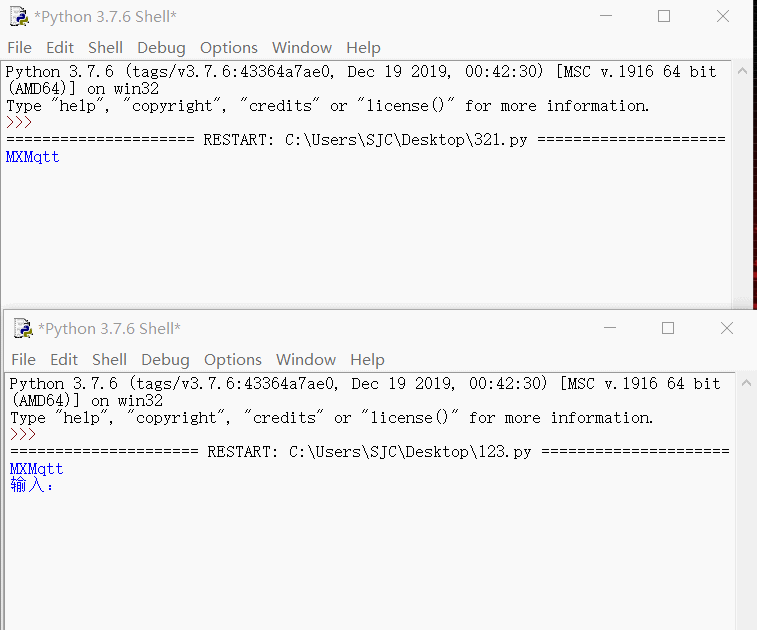 *Python 3.7.6 Shell*
File Edit Shell Debug Options Window Help
Python 3.7.6 (tags/v3.7.6:43364a7ae0, Dec 19 2019, 00:42:30) [MSC v.1916 64 bit
(AMD64)] on win32
Type "help", "copyright", "credits" or "license()" for more information.
>>>
===================== RESTART: C:\Users\SJC\Desktop\321.py =====================
MXMqtt
*Python 3.7.6 Shell*
File Edit Shell Debug Options Window Help
Python 3.7.6 (tags/v3.7.6:43364a7ae0, Dec 19 2019, 00:42:30) [MSC v.1916 64 bit
(AMD64)] on win32
Type "help", "copyright", "credits" or "license()" for more information.
>>>
===================== RESTART: C:\Users\SJC\Desktop\123.py =====================
MXMqtt
输入: